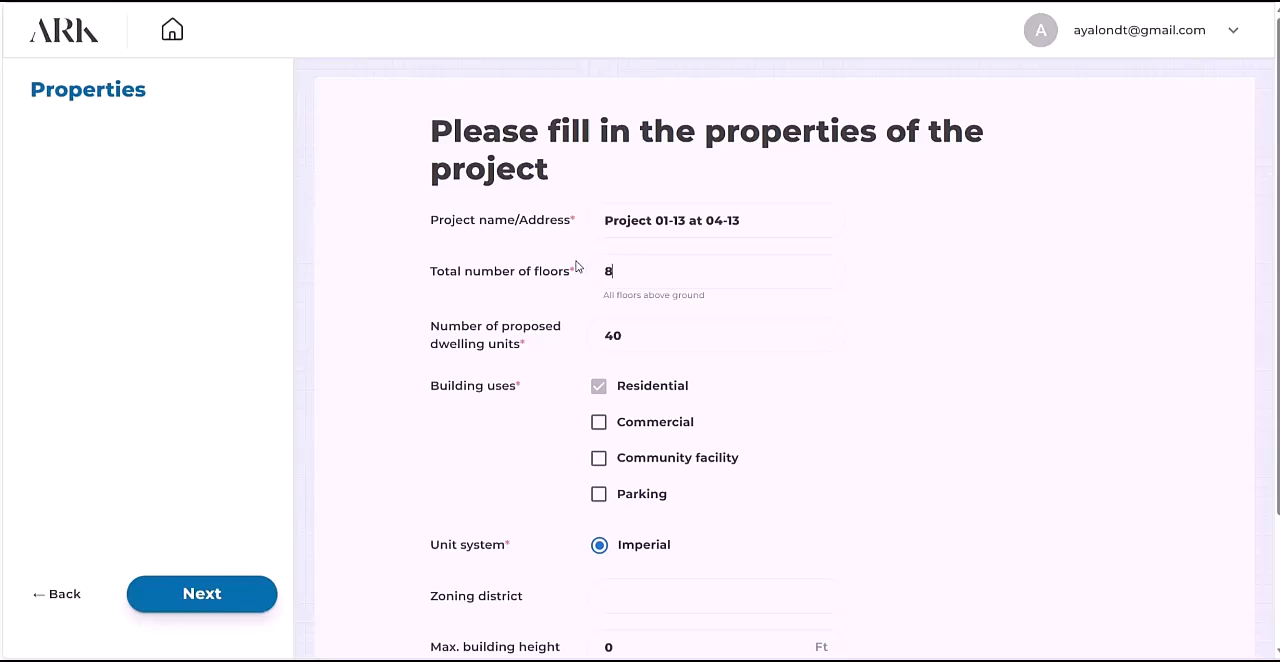 ARK
A
ayalondt@gmail.com
Properties
Please fill in the properties of the
project
Project name/Address* Project 01-13 at 04-13
Total number of floors* 8
All floors above ground
Number of proposed
dwelling units* 40
Building uses* Residential
Commercial
Community facility
Parking
Unit system* Imperial
← Back Next
Zoning district
Max. building height 0 Ft